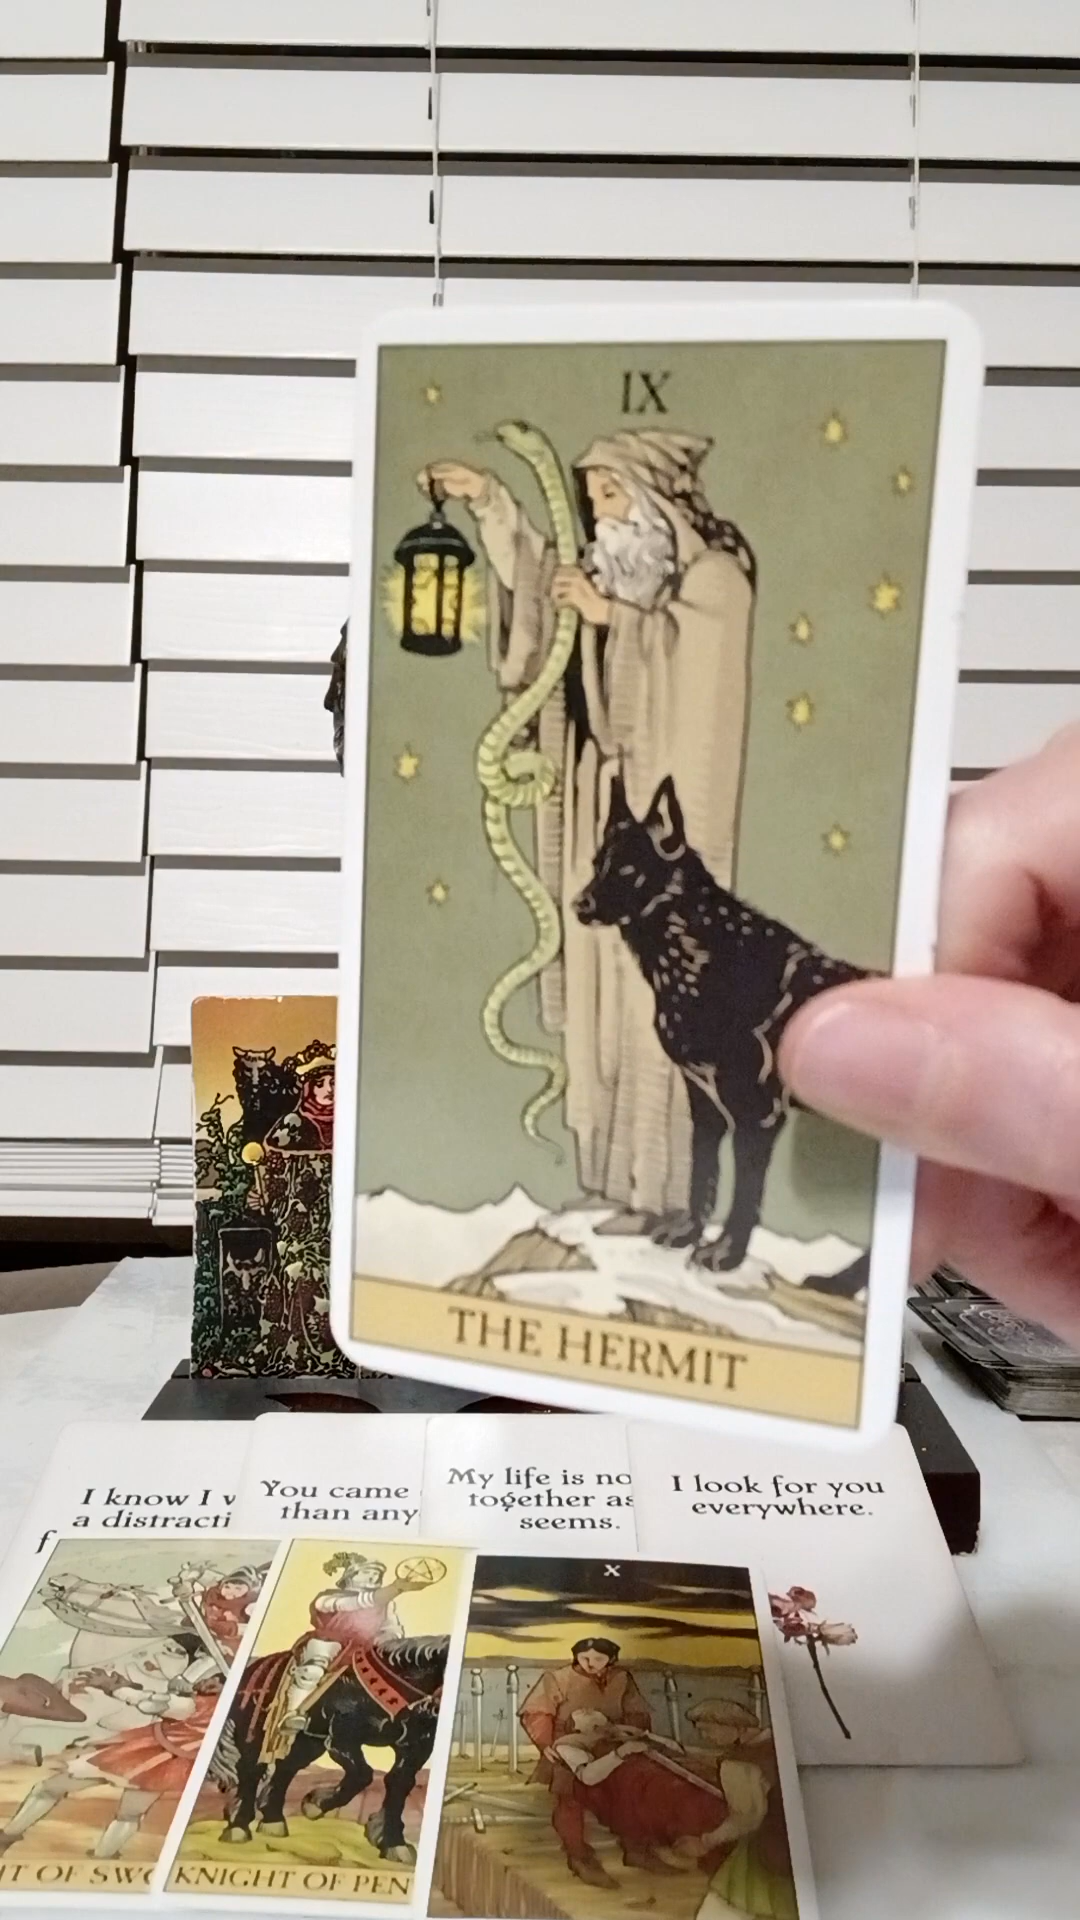 IX
THE HERMIT
I know I
a distracti
f
You came
than any
My life is no
together as
seems.
I look for you
everywhere.
X
T OF SW
KNIGHT OF PEN